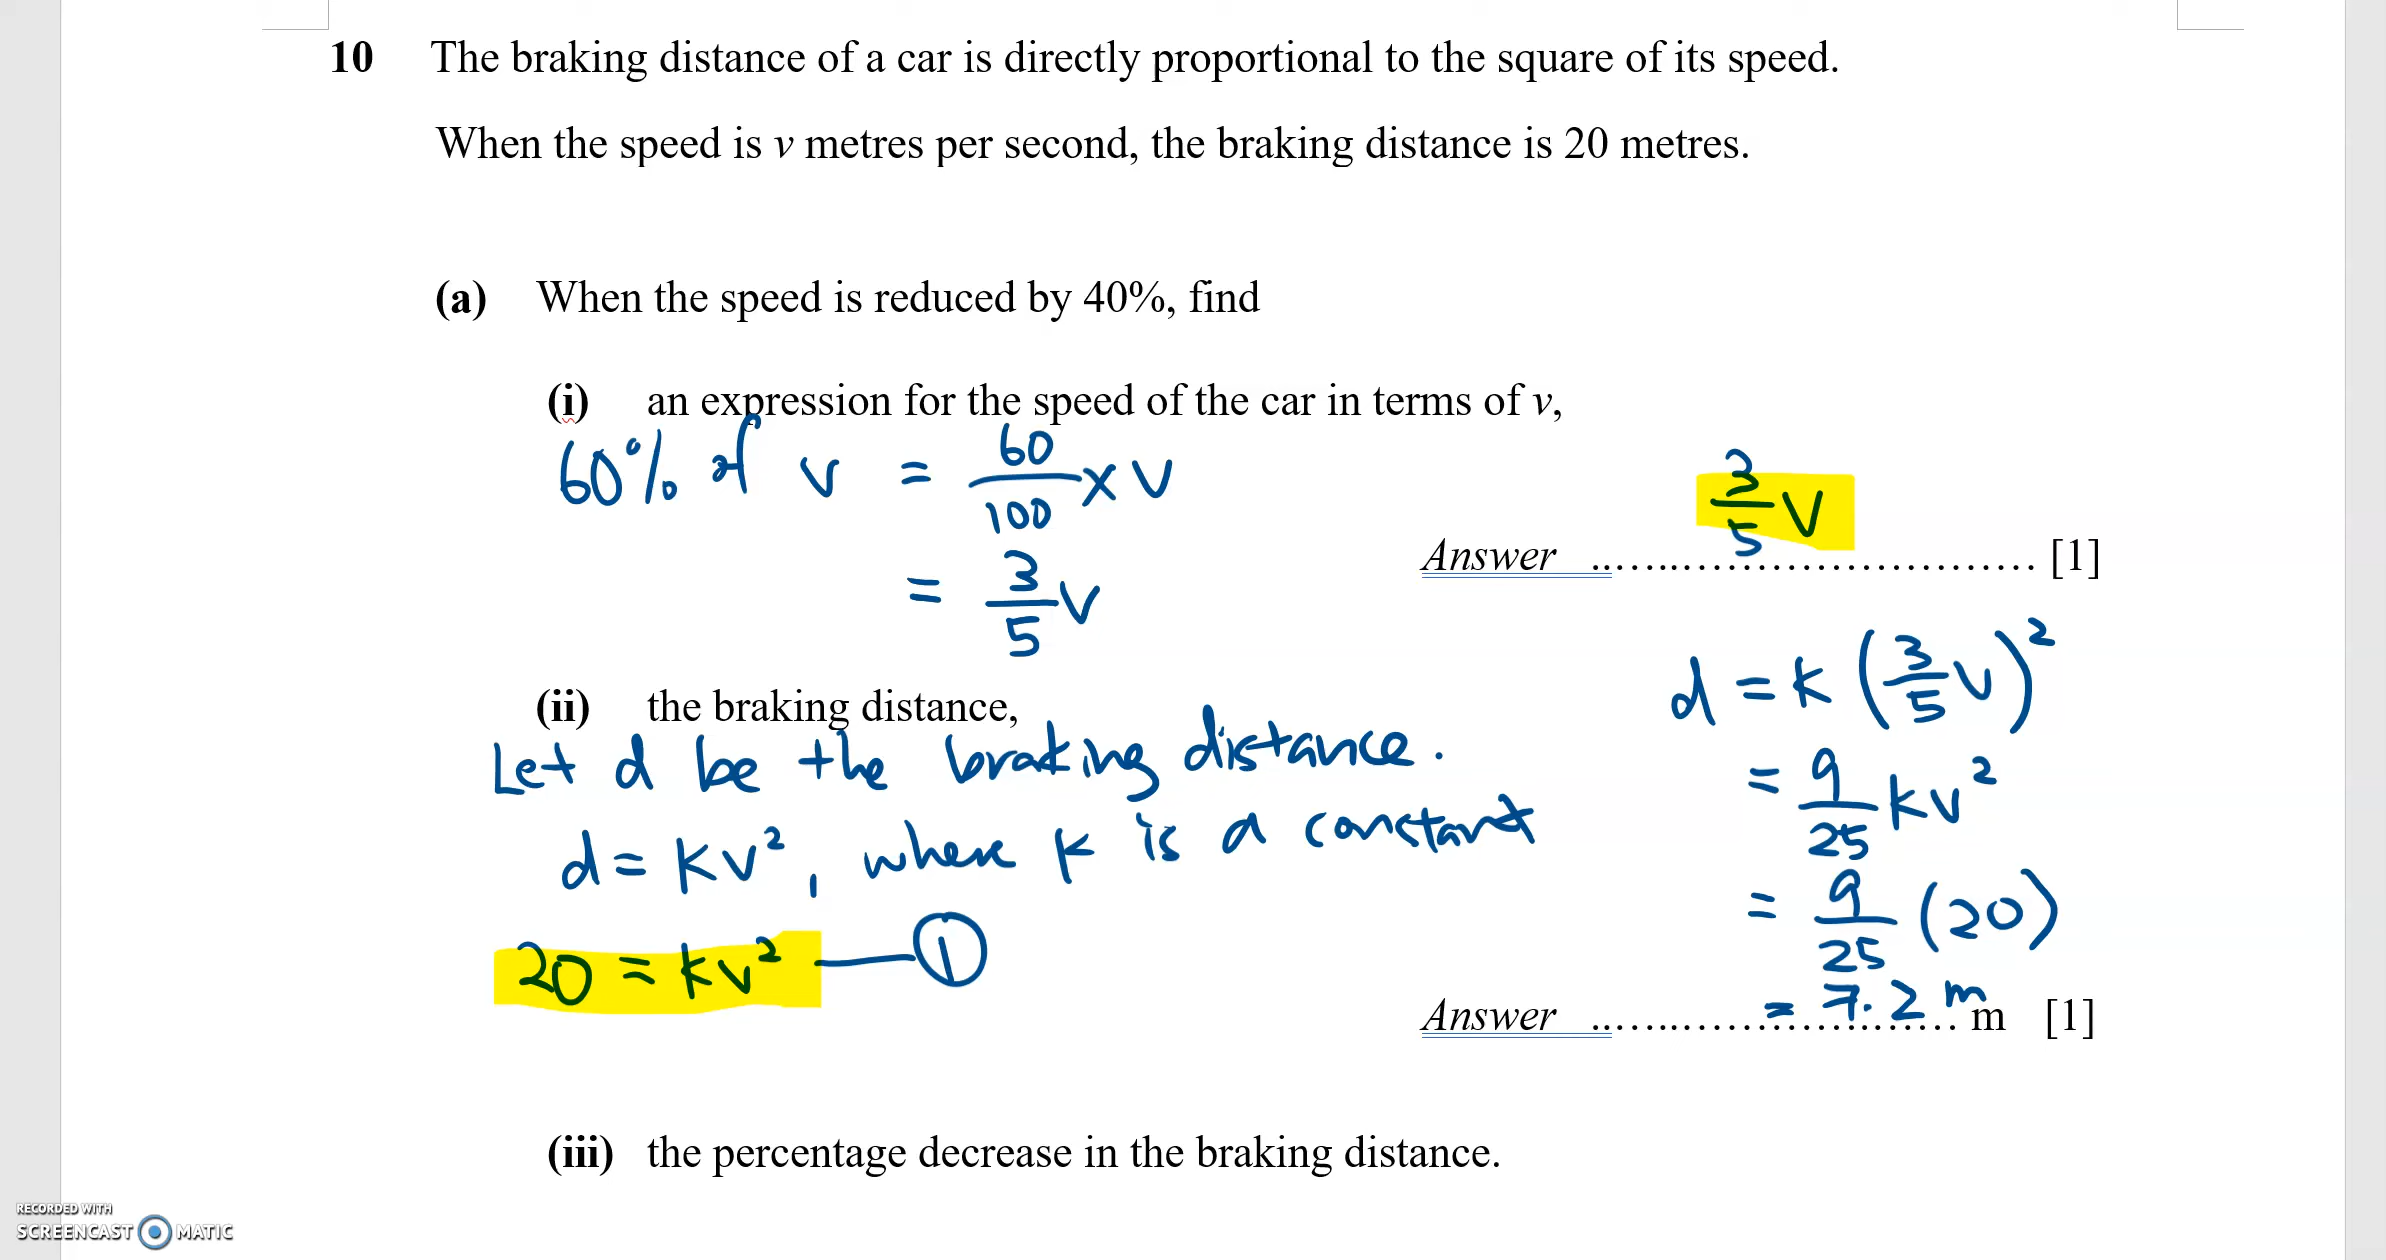 10 The braking distance of a car is directly proportional to the square of its speed.
When the speed is v metres per second, the braking distance is 20 metres.
(a) When the speed is reduced by 40%, find
(i) an expression for the speed of the car in terms of v,
60% of v = 60/100 × v
= 3/5 v
3/5 v
Answer .................................... [1]
(ii) the braking distance,
Let d be the braking distance.
d = kv², where k is a constant
20 = kv² — ①
d = k (3/5 v)²
= 9/25 kv²
= 9/25 (20)
= 7.2 m
Answer .................................... m [1]
(iii) the percentage decrease in the braking distance.
RECORDED WITH
SCREENCAST MATIC